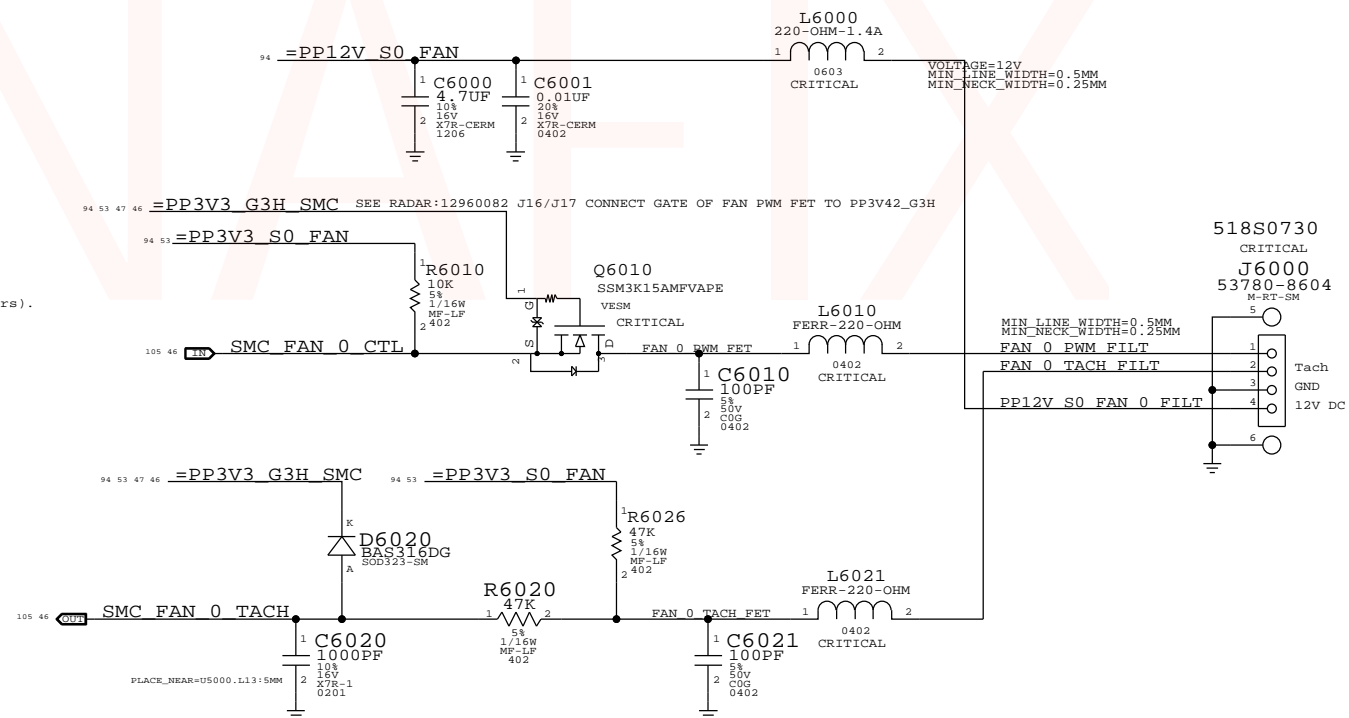 L6000
220-OHM-1.4A
94 =PP12V_S0_FAN
1 2
0603
CRITICAL
VOLTAGE=12V
MIN_LINE_WIDTH=0.5MM
MIN_NECK_WIDTH=0.25MM
1 C6000
4.7UF
10%
16V
2 X7R-CERM
1206
1 C6001
0.01UF
20%
16V
2 X7R-CERM
0402
94 53 47 46 =PP3V3_G3H_SMC SEE RADAR:12960082 J16/J17 CONNECT GATE OF FAN PWM FET TO PP3V42_G3H
94 53 =PP3V3_S0_FAN
1 R6010
10K
5%
1/16W
MF-LF
2 402
Q6010
SSM3K15AMFVAPE
VESM
CRITICAL
1
G
S
D
2
3
rs).
518S0730
CRITICAL
J6000
53780-8604
M-RT-SM
5
L6010
FERR-220-OHM
1 2
0402
CRITICAL
MIN_LINE_WIDTH=0.5MM
MIN_NECK_WIDTH=0.25MM
105 46 IN SMC_FAN_0_CTL
FAN_0_PWM_FET
FAN_0_PWM_FILT 1
FAN_0_TACH_FILT 2 Tach
3 GND
PP12V_S0_FAN_0_FILT 4 12V DC
6
1 C6010
100PF
5%
50V
2 C0G
0402
94 53 47 46 =PP3V3_G3H_SMC
94 53 =PP3V3_S0_FAN
K
D6020
BAS316DG
SOD323-SM
A
1 R6026
47K
5%
1/16W
MF-LF
2 402
R6020
47K
1 2
5%
1/16W
MF-LF
402
L6021
FERR-220-OHM
1 2
0402
CRITICAL
105 46 OUT SMC_FAN_0_TACH
FAN_0_TACH_FET
1 C6020
1000PF
10%
16V
2 X7R-1
0201
PLACE_NEAR=U5000.L13:5MM
1 C6021
100PF
5%
50V
2 C0G
0402
NAFIX